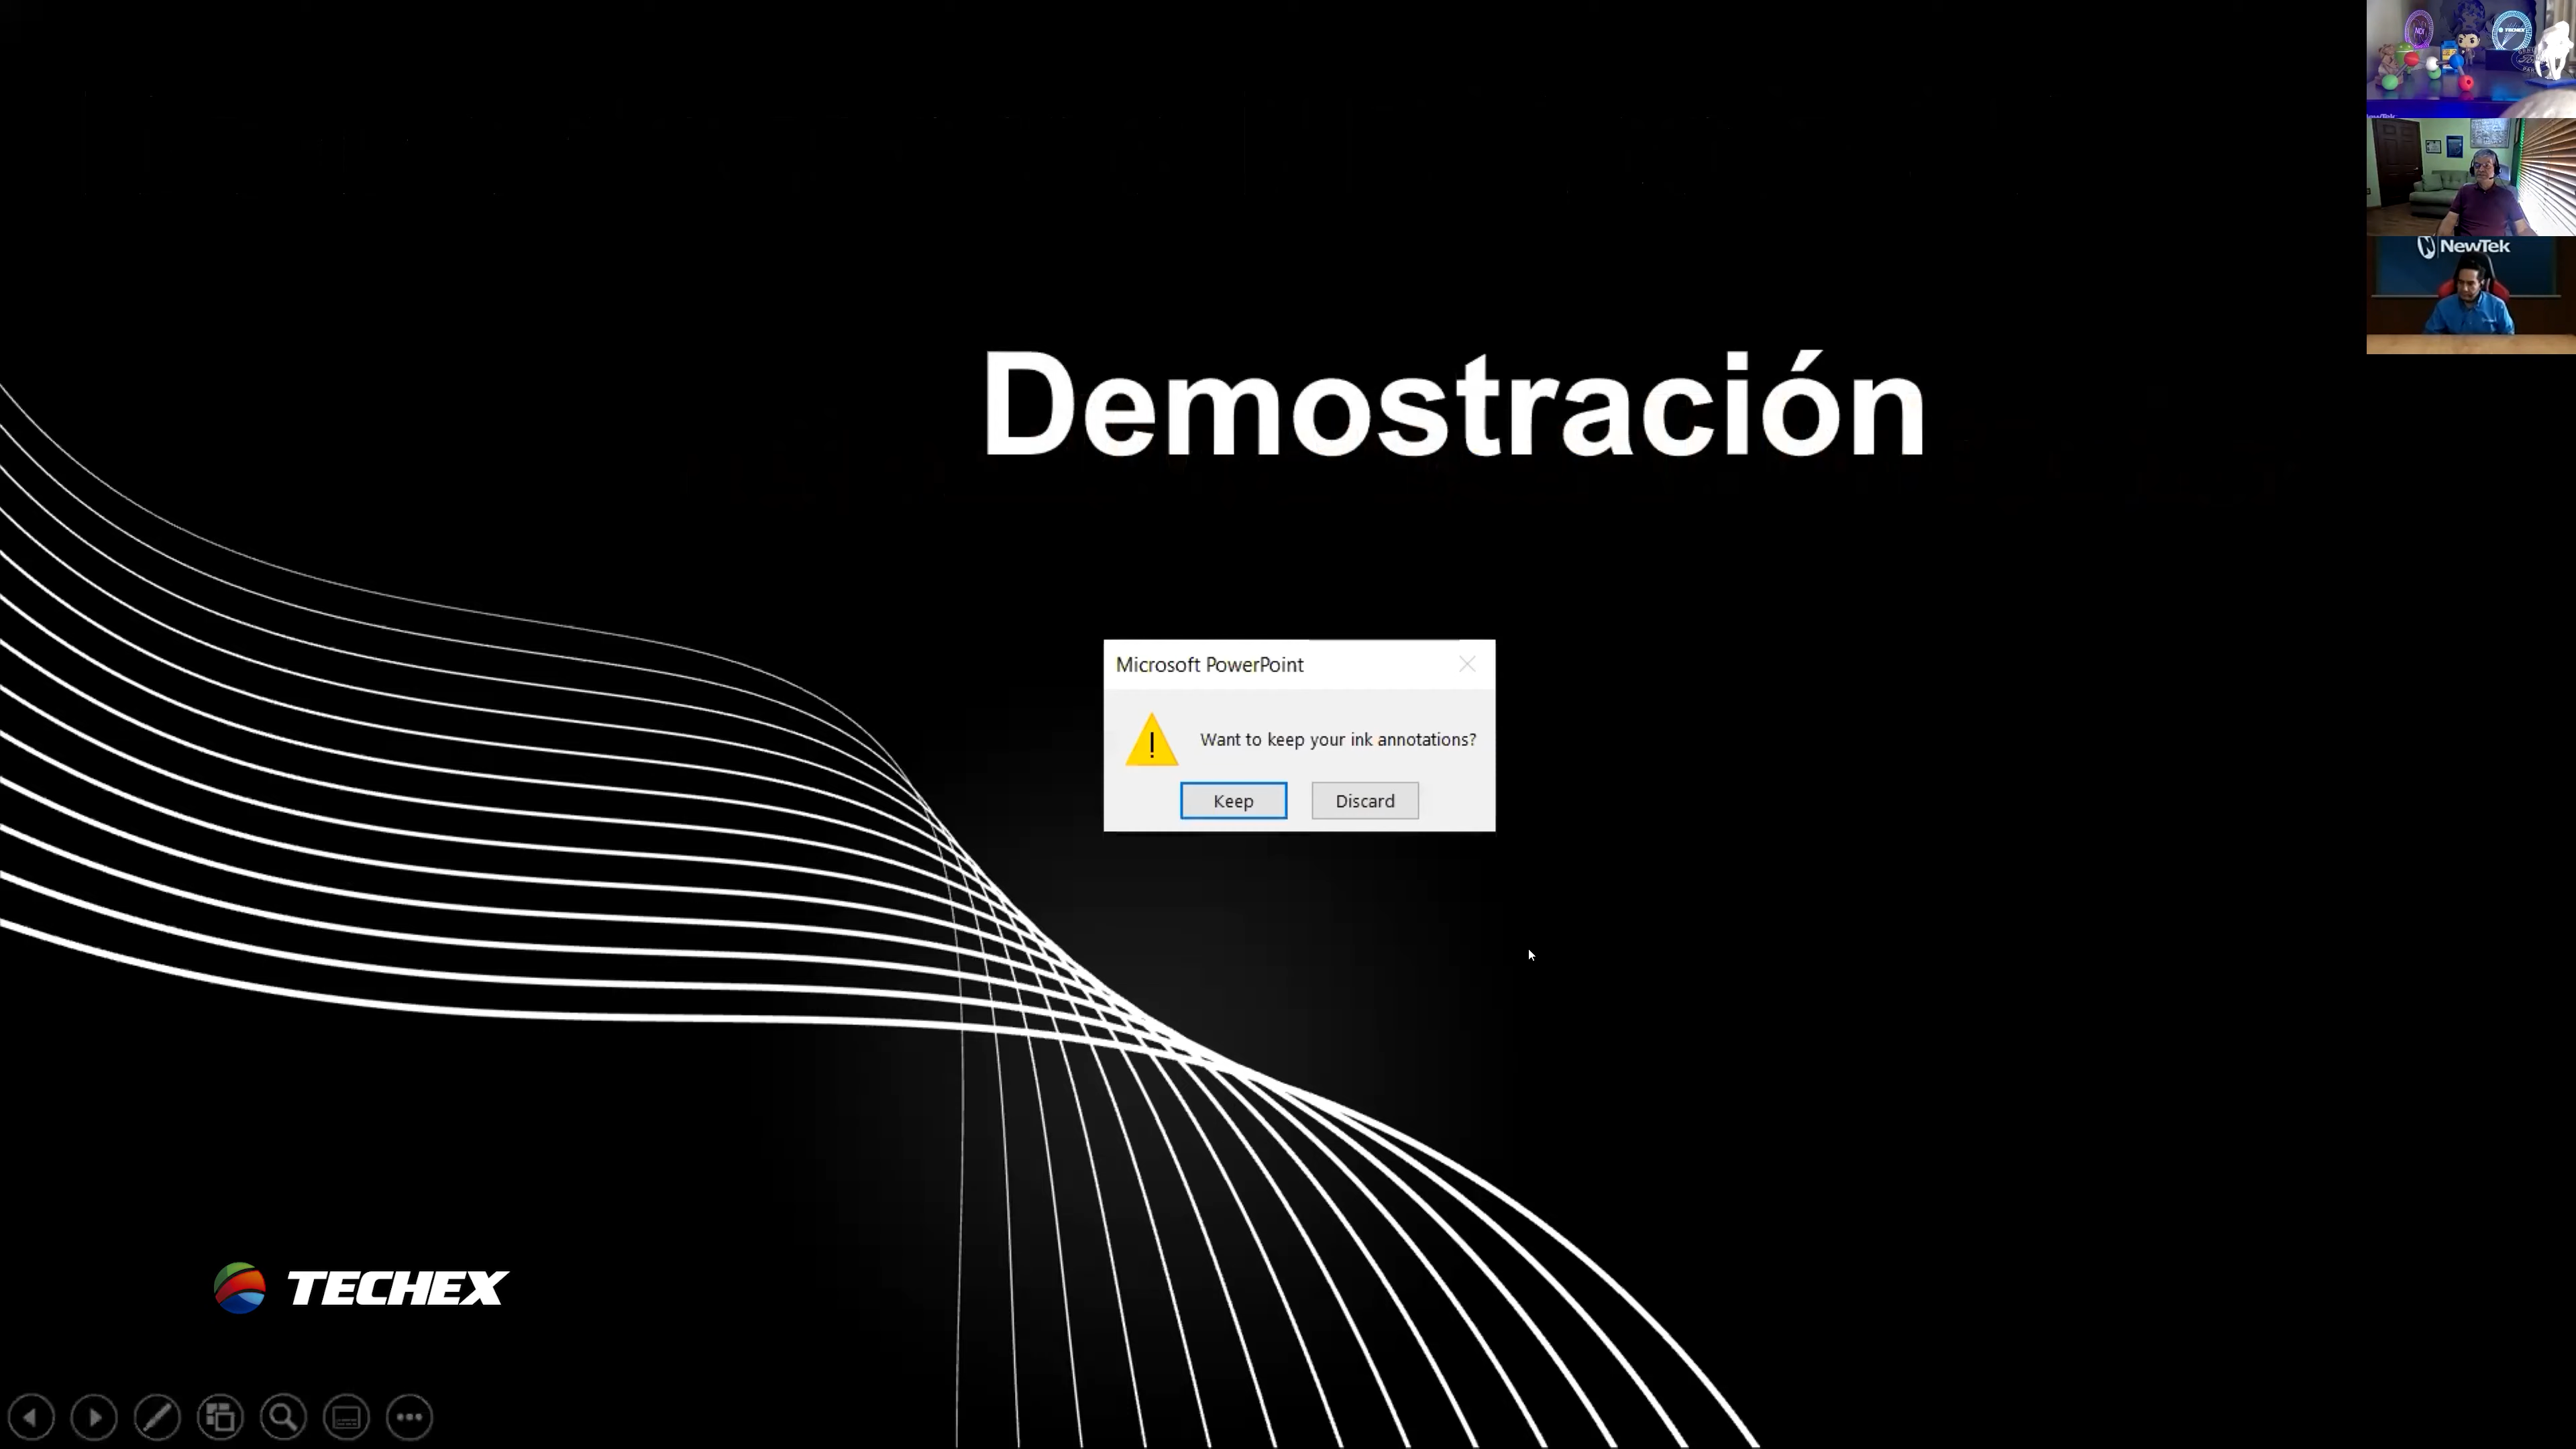 Demostración
NewTek
Microsoft PowerPoint
Want to keep your ink annotations?
Keep
Discard
TECHEX